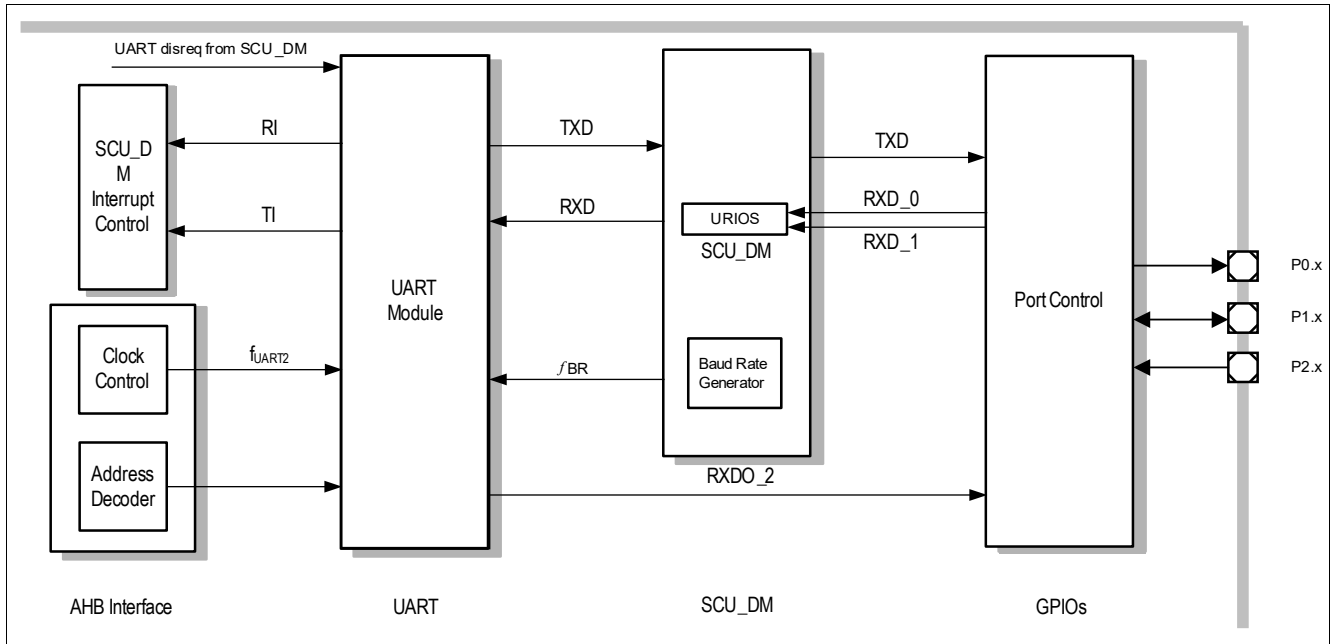 UART disreq from SCU_DM
SCU_D
M
Interrupt
Control
RI
TI
Clock
Control
Address
Decoder
fUART2
UART
Module
TXD
RXD
fBR
URIOS
SCU_DM
Baud Rate
Generator
RXDO_2
TXD
RXD_0
RXD_1
Port Control
P0.x
P1.x
P2.x
AHB Interface
UART
SCU_DM
GPIOs